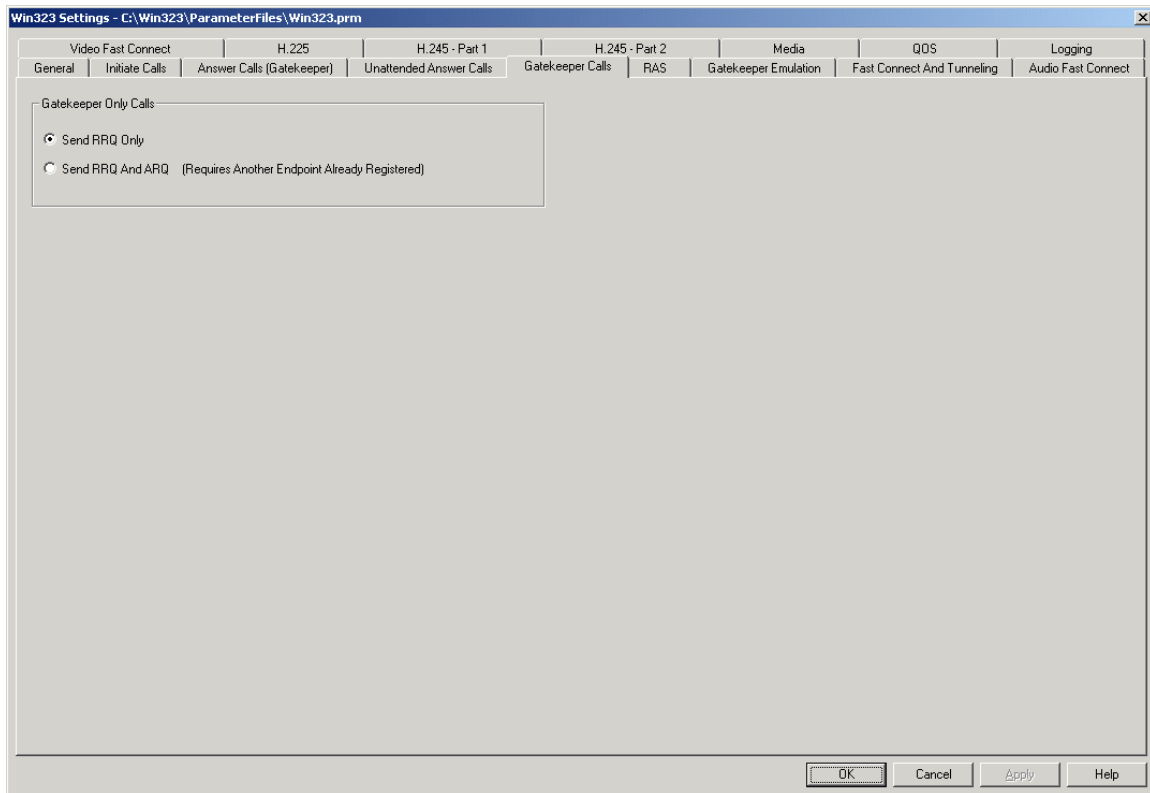 Win323 Settings - C:\Win323\ParameterFiles\Win323.prm
Video Fast Connect H.225 H.245 - Part 1 H.245 - Part 2 Media QOS Logging
General Initiate Calls Answer Calls (Gatekeeper) Unattended Answer Calls Gatekeeper Calls RAS Gatekeeper Emulation Fast Connect And Tunneling Audio Fast Connect
Gatekeeper Only Calls
Send RRQ Only
Send RRQ And ARQ (Requires Another Endpoint Already Registered)
OK Cancel Apply Help